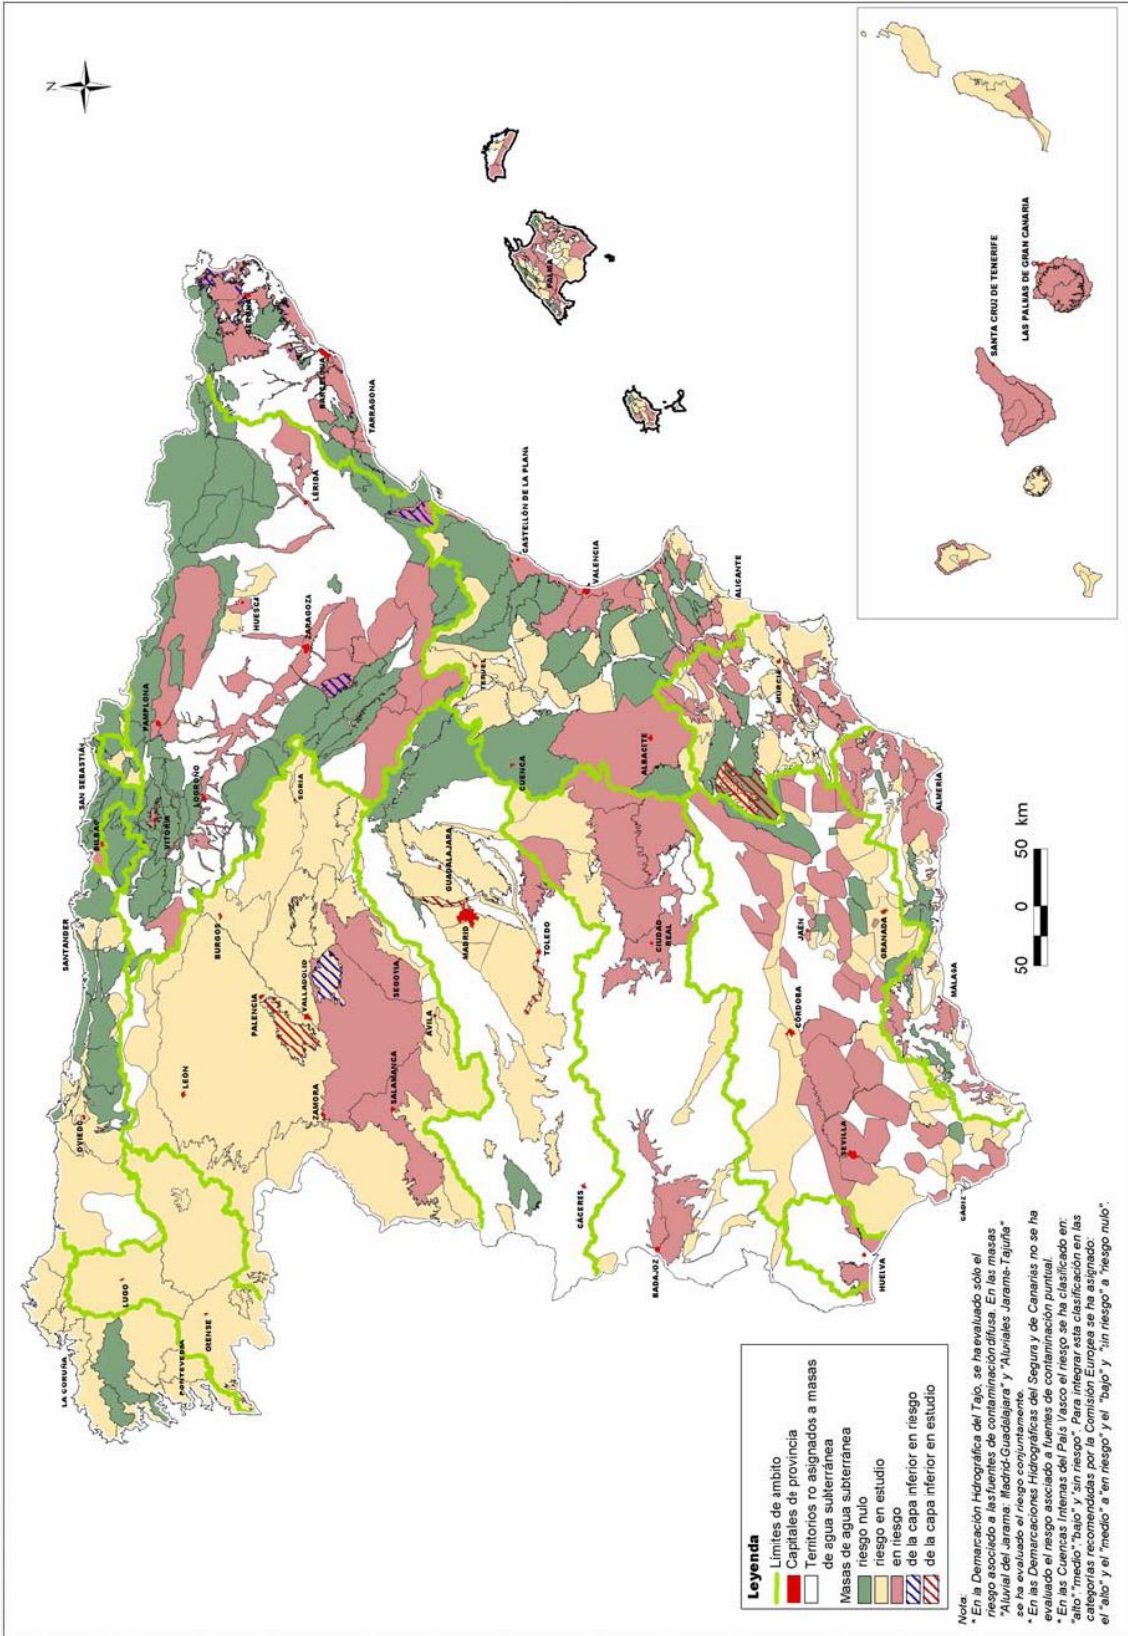 N
SANTANDER
SAN SEBASTIÁN
BILBAO
LA CORUÑA
OVIEDO
LUGO
VITORIA
PAMPLONA
LEÓN
PONTEVEDRA
ORENSE
BURGOS
LOGROÑO
HUESCA
GERONA
PALENCIA
LÉRIDA
BARCELONA
SORIA
ZARAGOZA
VALLADOLID
ZAMORA
TARRAGONA
SEGOVIA
SALAMANCA
ÁVILA
GUADALAJARA
MADRID
TERUEL
CUENCA
CASTELLÓN DE LA PLANA
TOLEDO
PALMA
CÁCERES
VALENCIA
CIUDAD
REAL
ALBACETE
BADAJOZ
ALICANTE
MURCIA
CÓRDOBA
JAÉN
SEVILLA
HUELVA
GRANADA
ALMERÍA
MÁLAGA
CÁDIZ
SANTA CRUZ DE TENERIFE
LAS PALMAS DE GRAN CANARIA
50 0 50 km
Leyenda
Límites de ámbito
Capitales de provincia
Territorios no asignados a masas
de agua subterránea
Masas de agua subterránea
riesgo nulo
riesgo en estudio
en riesgo
de la capa inferior en riesgo
de la capa inferior en estudio
Nota:
* En la Demarcación Hidrográfica del Tajo, se ha evaluado sólo el
riesgo asociado a las fuentes de contaminación difusa. En las masas
"Aluvial del Jarama: Madrid-Guadalajara" y "Aluviales Jarama-Tajuña"
se ha evaluado el riesgo conjuntamente.
* En las Demarcaciones Hidrográficas del Segura y de Canarias no se ha
evaluado el riesgo asociado a fuentes de contaminación puntual.
* En las Cuencas Internas del País Vasco el riesgo se ha clasificado en:
"alto" "medio" "bajo" y "sin riesgo". Para integrar esta clasificación en las
categorías recomendadas por la Comisión Europea se ha asignado:
el "alto" y el "medio" a "en riesgo" y el "bajo" y "sin riesgo" a "riesgo nulo".